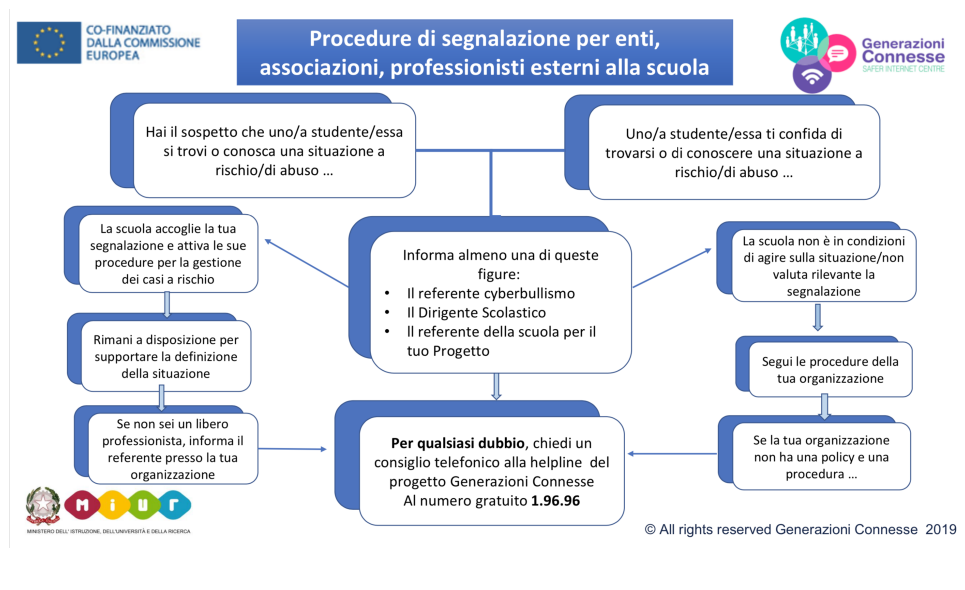 CO-FINANZIATO
DALLA COMMISSIONE
EUROPEA
Procedure di segnalazione per enti,
associazioni, professionisti esterni alla scuola
Generazioni
Connesse
SAFER INTERNET CENTRE
Hai il sospetto che uno/a studente/essa
si trovi o conosca una situazione a
rischio/di abuso ...
Uno/a studente/essa ti confida di
trovarsi o di conoscere una situazione a
rischio/di abuso ...
La scuola accoglie la tua
segnalazione e attiva le sue
procedure per la gestione
dei casi a rischio
Informa almeno una di queste
figure:
• Il referente cyberbullismo
• Il Dirigente Scolastico
• Il referente della scuola per il
tuo Progetto
La scuola non è in condizioni
di agire sulla situazione/non
valuta rilevante la
segnalazione
Rimani a disposizione per
supportare la definizione
della situazione
Segui le procedure della
tua organizzazione
Se non sei un libero
professionista, informa il
referente presso la tua
organizzazione
Per qualsiasi dubbio, chiedi un
consiglio telefonico alla helpline del
progetto Generazioni Connesse
Al numero gratuito 1.96.96
Se la tua organizzazione
non ha una policy e una
procedura ...
miur
MINISTERO DELL' ISTRUZIONE, DELL'UNIVERSITÀ E DELLA RICERCA
© All rights reserved Generazioni Connesse 2019